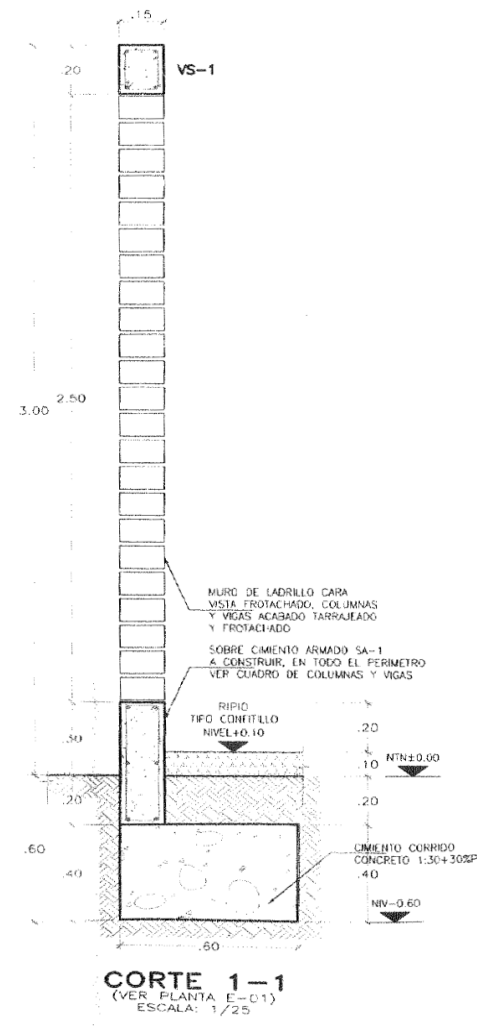 .15
.20
VS-1
3.00
2.50
MURO DE LADRILLO CARA
VISTA FROTACHADO, COLUMNAS
Y VIGAS ACABADO TARRAJEADO
Y FROTACHADO
SOBRE CIMIENTO ARMADO SA-1
A CONSTRUIR, EN TODO EL PERIMETRO
VER CUADRO DE COLUMNAS Y VIGAS
RIPIO
TIPO CONFITILLO
NIVEL+0.10
.30
.20
.10
NTN±0.00
.20
.20
.60
.40
CIMIENTO CORRIDO
CONCRETO 1:30+30%P
.40
NIV-0.60
.60
CORTE 1-1
(VER PLANTA E-01)
ESCALA: 1/25